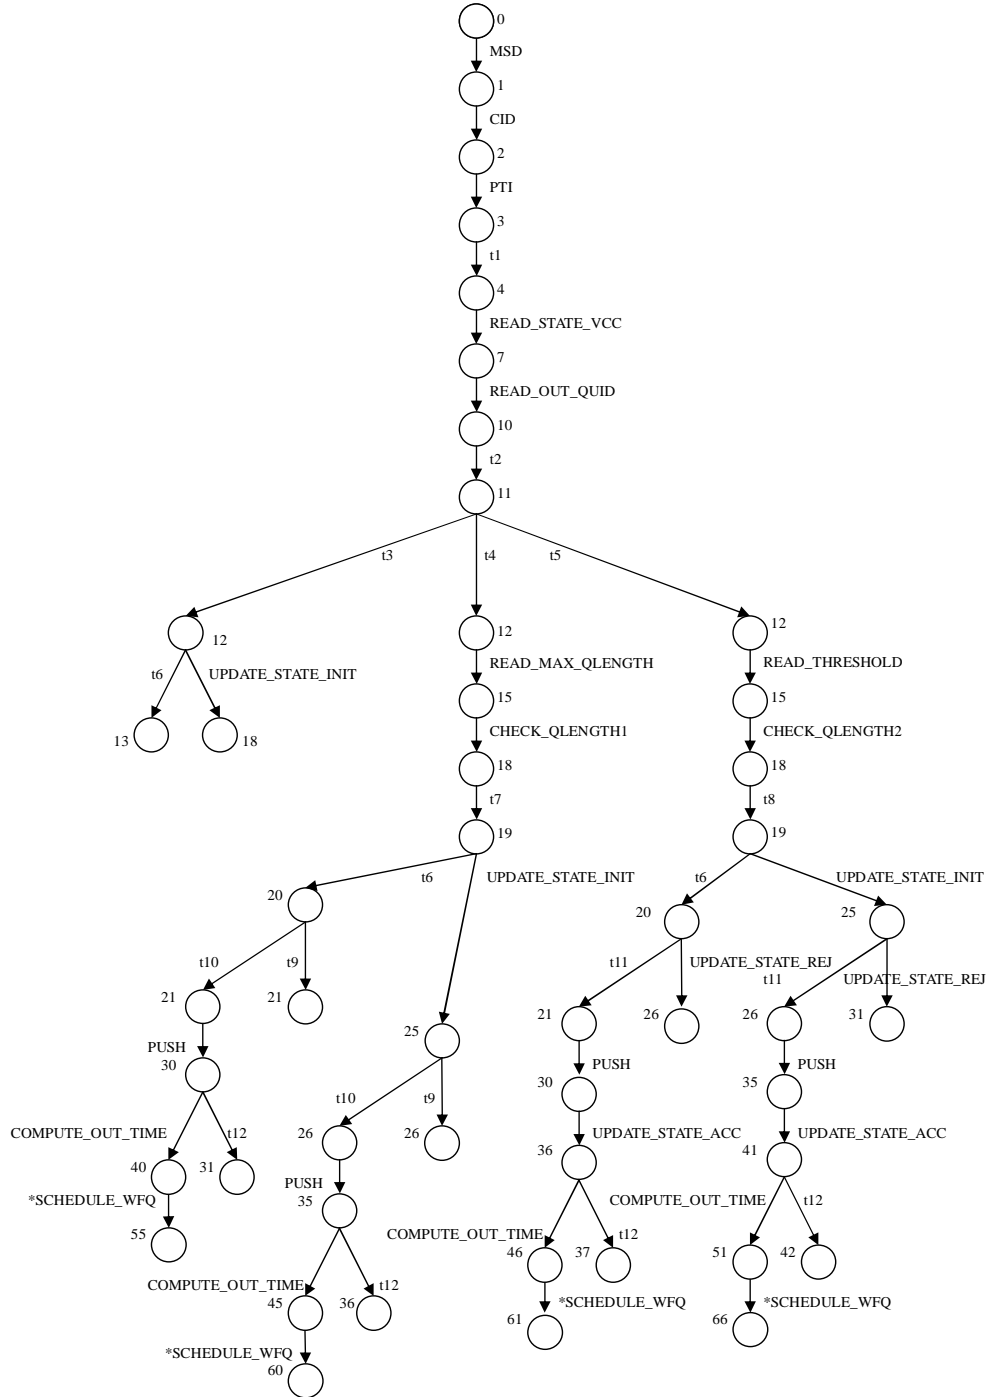 0
MSD
1
CID
2
PTI
3
t1
4
READ_STATE_VCC
7
READ_OUT_QUID
10
t2
11
t3 t4 t5
12 12 12
READ_MAX_QLENGTH READ_THRESHOLD
t6 UPDATE_STATE_INIT
15 15
CHECK_QLENGTH1 CHECK_QLENGTH2
13 18
18 18
t7 t8
19 19
t6 UPDATE_STATE_INIT t6 UPDATE_STATE_INIT
20 20 25
t10 t9 t11 UPDATE_STATE_REJ t11 UPDATE_STATE_REJ
21 21 21 26 26 31
25
PUSH PUSH PUSH
30 30 35
t10 t9
26 26
COMPUTE_OUT_TIME t12 UPDATE_STATE_ACC UPDATE_STATE_ACC
40 31 36 41
PUSH
*SCHEDULE_WFQ 35 COMPUTE_OUT_TIME t12
55 COMPUTE_OUT_TIME t12
46 37 51 42
COMPUTE_OUT_TIME t12
45 36 *SCHEDULE_WFQ *SCHEDULE_WFQ
61 66
*SCHEDULE_WFQ
60